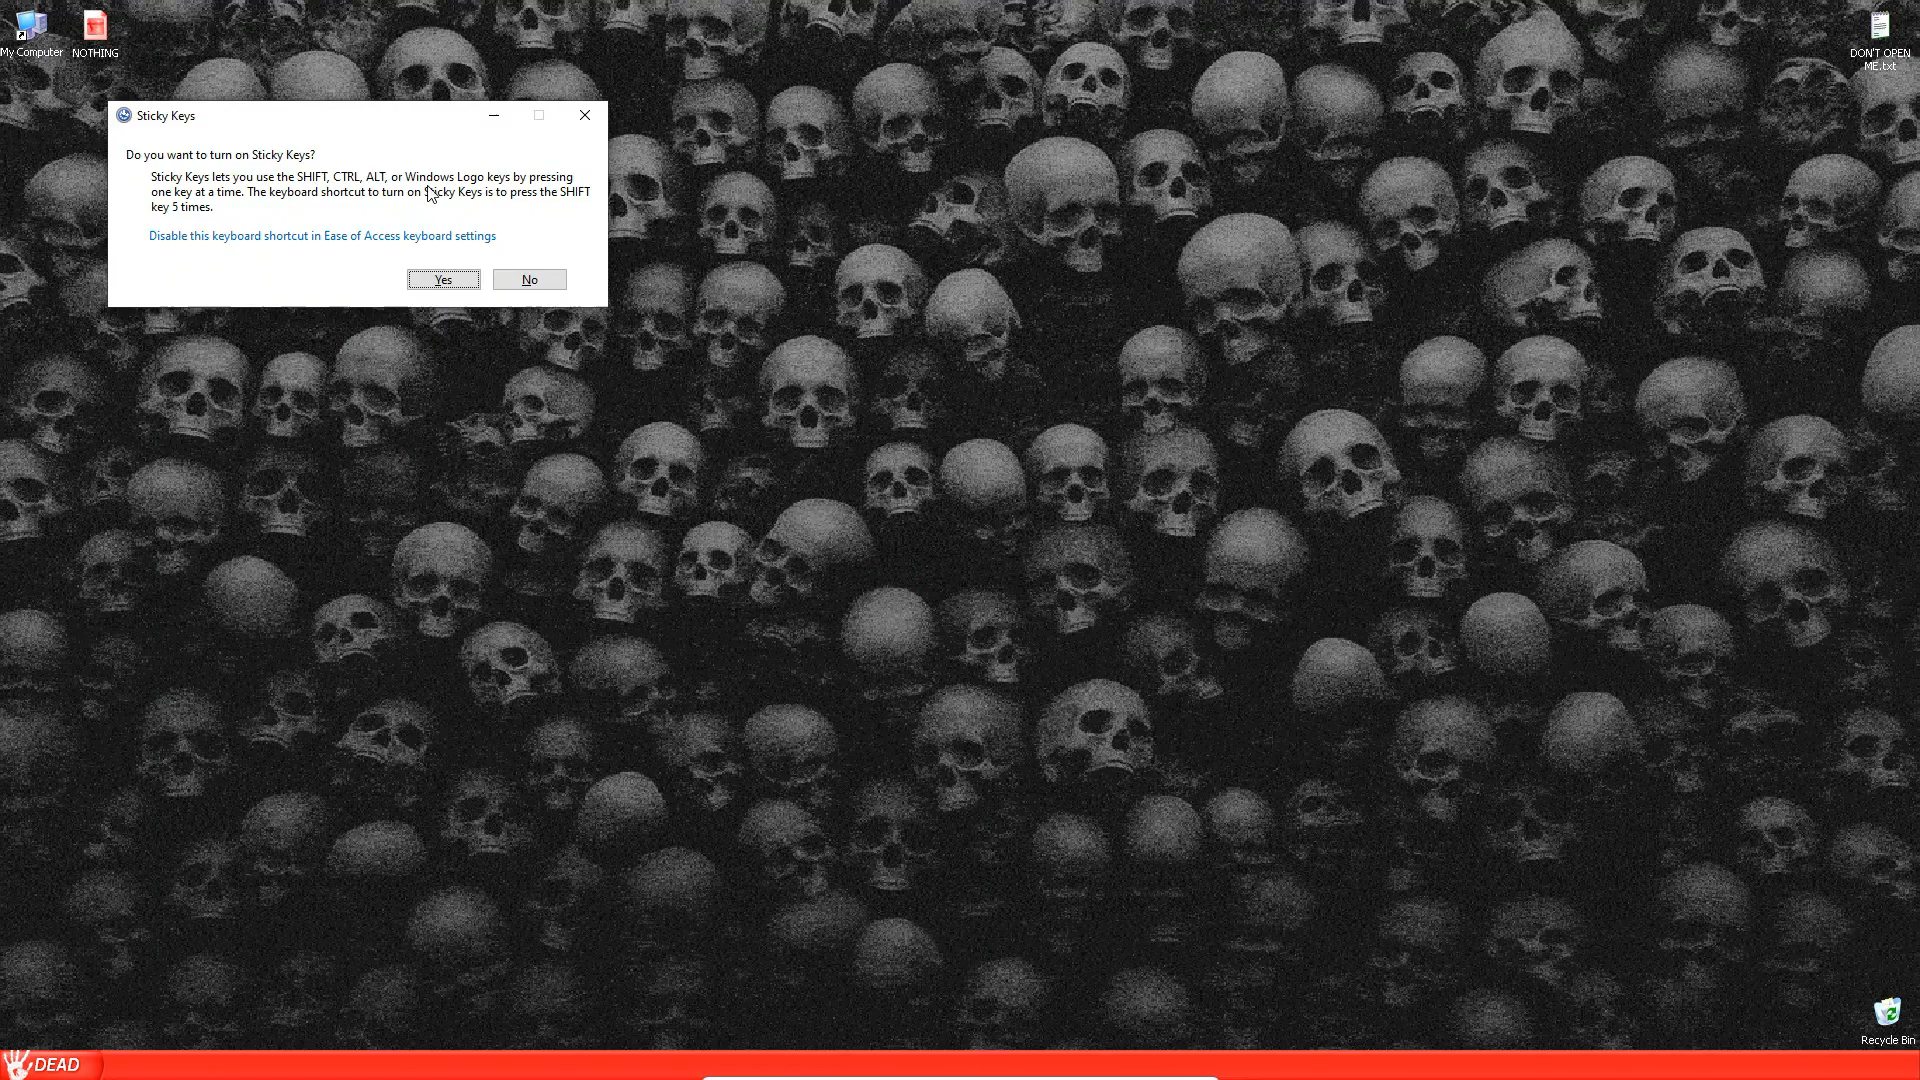 My Computer
NOTHING
DON'T OPEN
ME.txt
Sticky Keys
Do you want to turn on Sticky Keys?
Sticky Keys lets you use the SHIFT, CTRL, ALT, or Windows Logo keys by pressing
one key at a time. The keyboard shortcut to turn on Sticky Keys is to press the SHIFT
key 5 times.
Disable this keyboard shortcut in Ease of Access keyboard settings
Yes
No
Recycle Bin
DEAD